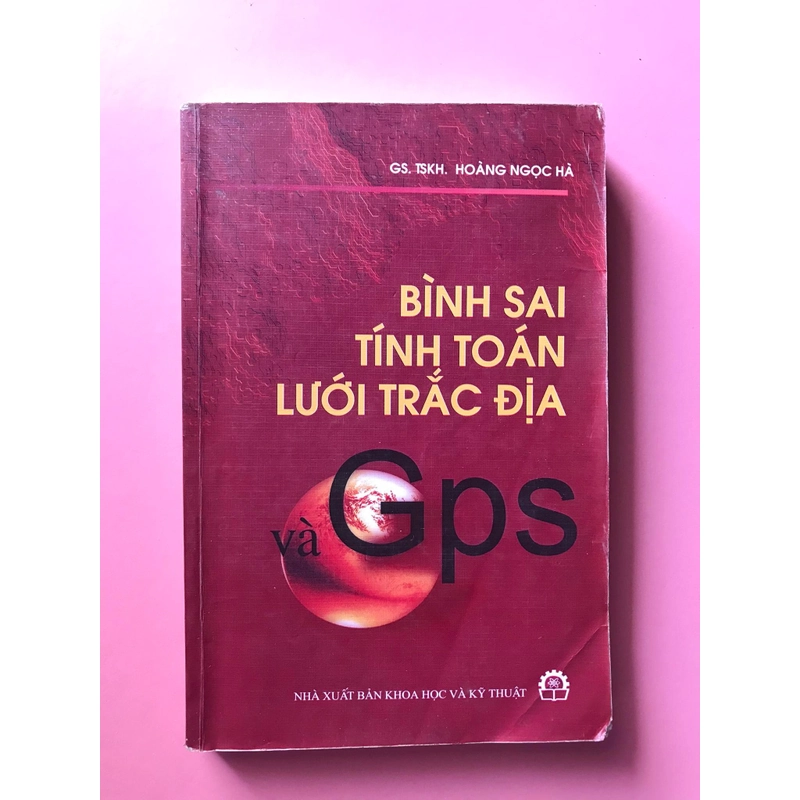 GS. TSKH. HOÀNG NGỌC HÀ
BÌNH SAI
TÍNH TOÁN
LƯỚI TRẮC ĐỊA
và Gps
NHÀ XUẤT BẢN KHOA HỌC VÀ KỸ THUẬT